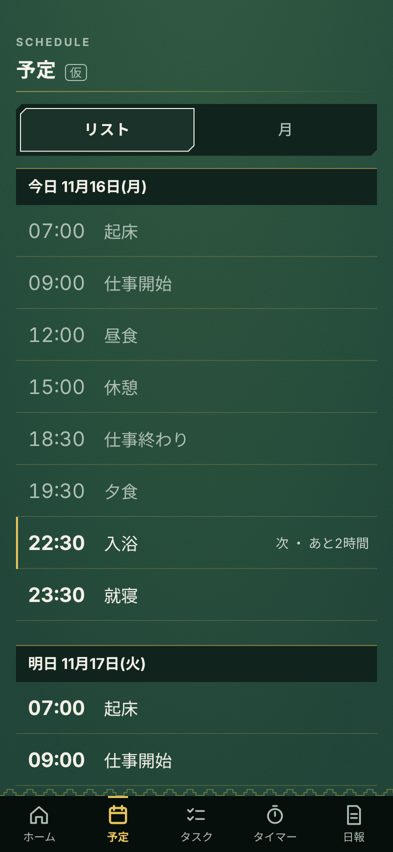 SCHEDULE
予定 仮
リスト 月
今日 11月16日(月)
07:00 起床
09:00 仕事開始
12:00 昼食
15:00 休憩
18:30 仕事終わり
19:30 夕食
22:30 入浴 次 ・ あと2時間
23:30 就寝
明日 11月17日(火)
07:00 起床
09:00 仕事開始
ホーム 予定 タスク タイマー 日報